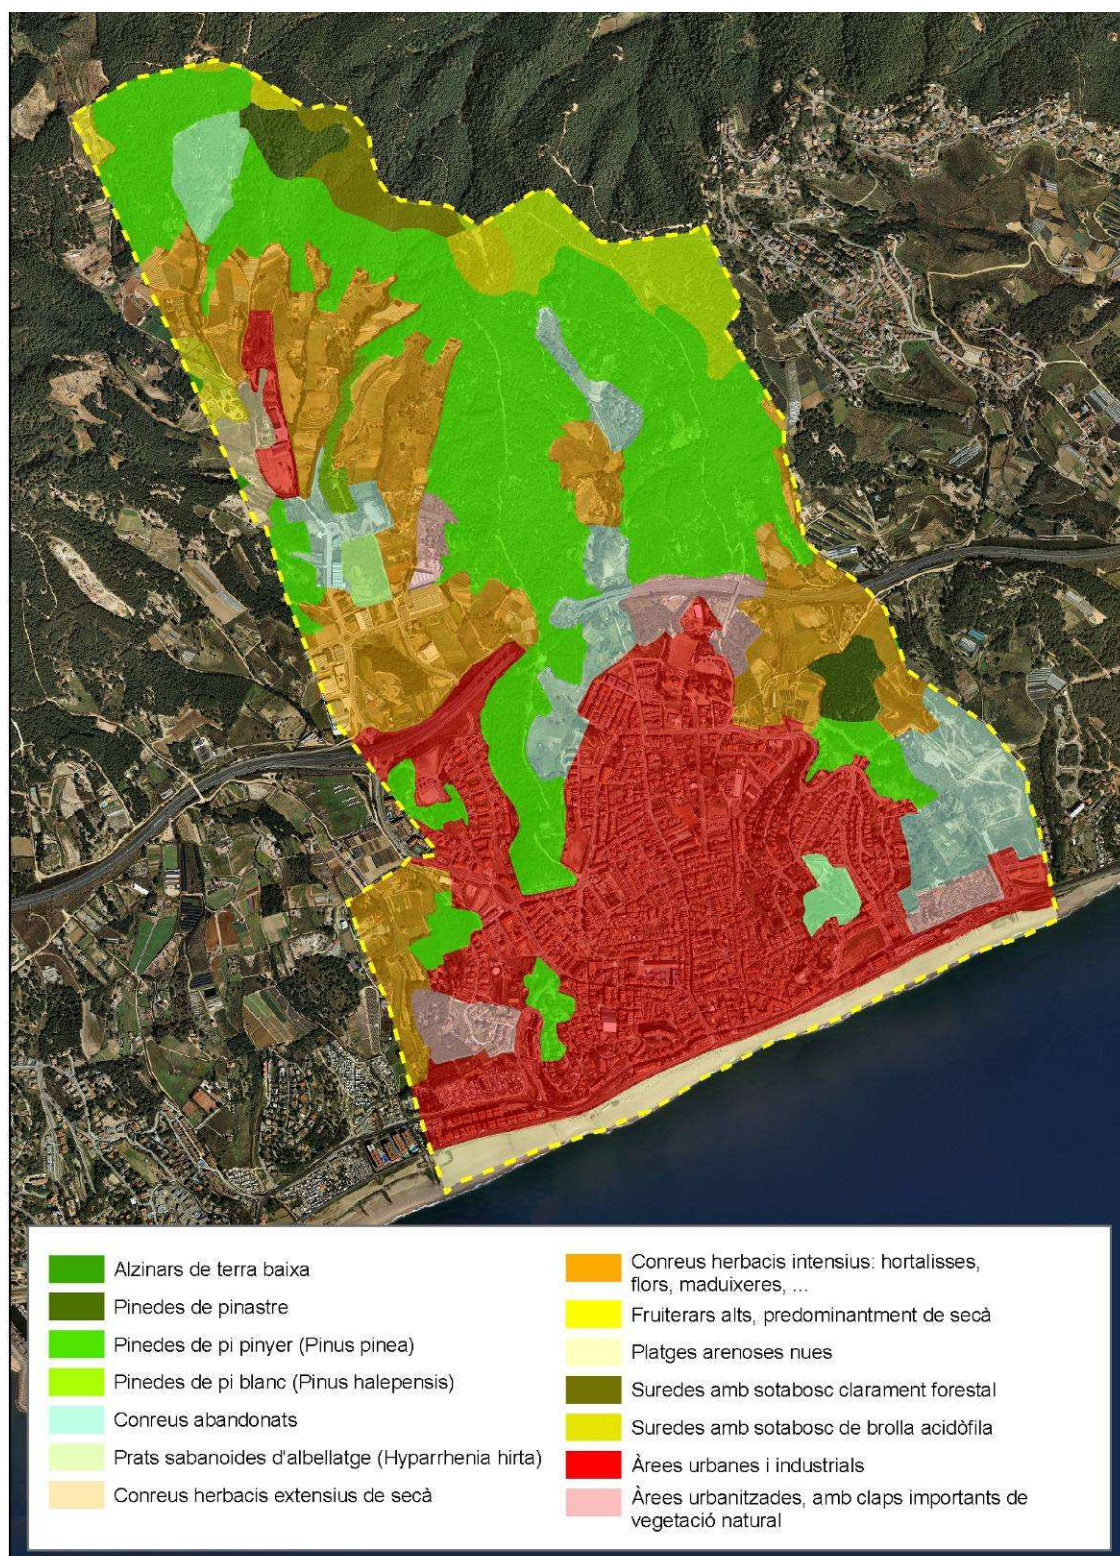 Alzinars de terra baixa
Pinedes de pinastre
Pinedes de pi pinyer (Pinus pinea)
Pinedes de pi blanc (Pinus halepensis)
Conreus abandonats
Prats sabanoides d'albellatge (Hyparrhenia hirta)
Conreus herbacis extensius de secà
Conreus herbacis intensius: hortalisses,
flors, maduixeres, ...
Fruiterars alts, predominantment de secà
Platges arenoses nues
Suredes amb sotabosc clarament forestal
Suredes amb sotabosc de brolla acidòfila
Àrees urbanes i industrials
Àrees urbanitzades, amb claps importants de
vegetació natural